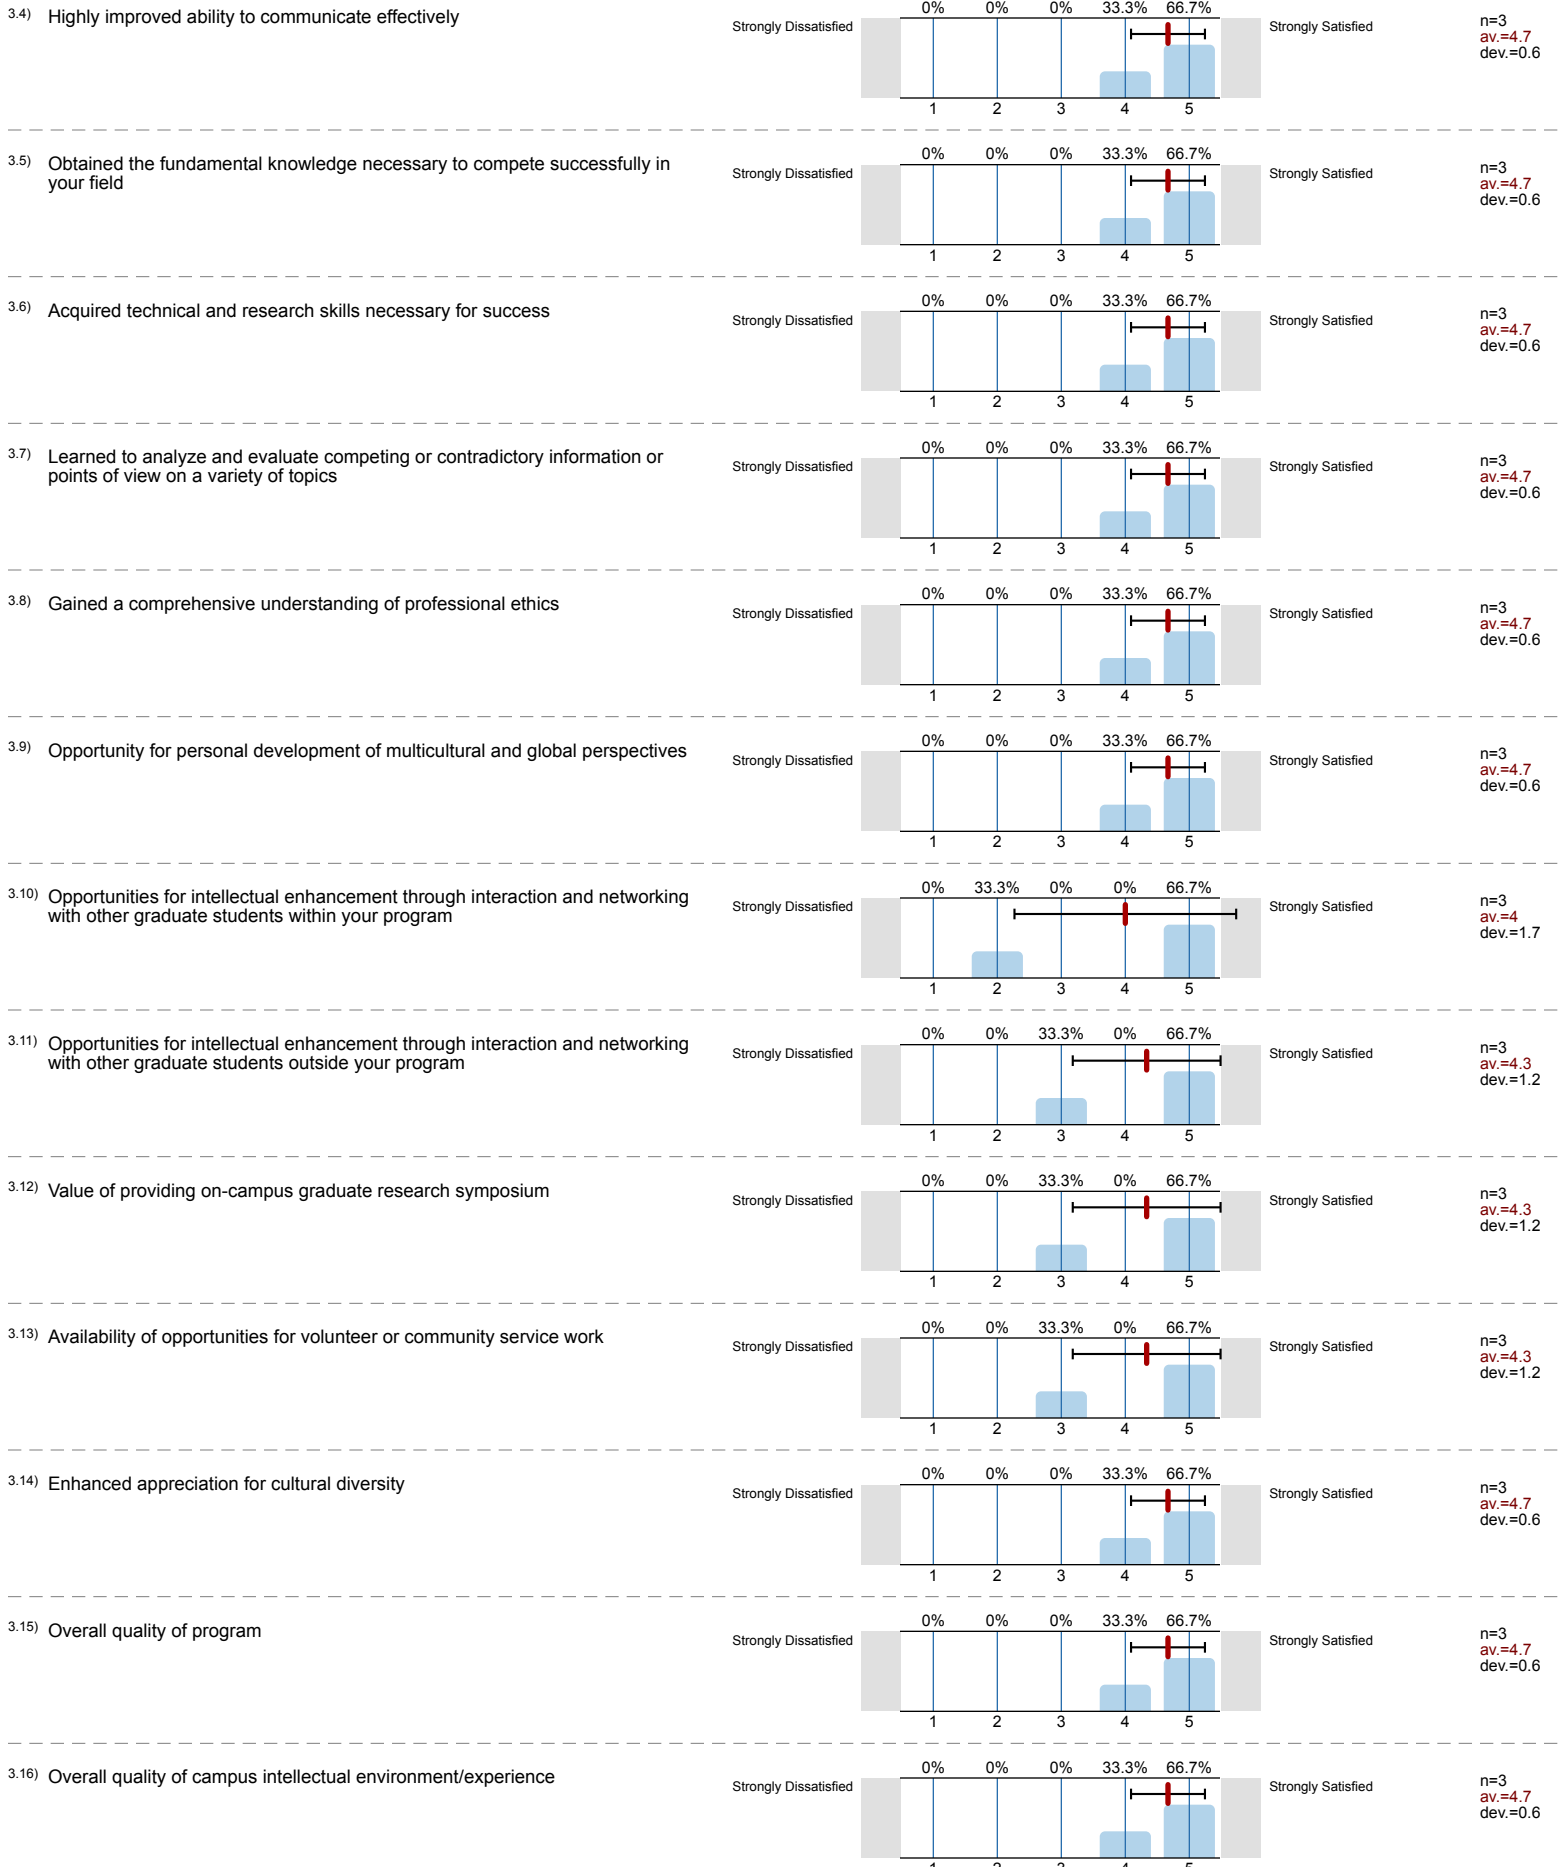 3.4) Highly improved ability to communicate effectively
Strongly Dissatisfied
0% 0% 0% 33.3% 66.7%
1 2 3 4 5
Strongly Satisfied
n=3
av.=4.7
dev.=0.6
3.5) Obtained the fundamental knowledge necessary to compete successfully in
your field
Strongly Dissatisfied
0% 0% 0% 33.3% 66.7%
1 2 3 4 5
Strongly Satisfied
n=3
av.=4.7
dev.=0.6
3.6) Acquired technical and research skills necessary for success
Strongly Dissatisfied
0% 0% 0% 33.3% 66.7%
1 2 3 4 5
Strongly Satisfied
n=3
av.=4.7
dev.=0.6
3.7) Learned to analyze and evaluate competing or contradictory information or
points of view on a variety of topics
Strongly Dissatisfied
0% 0% 0% 33.3% 66.7%
1 2 3 4 5
Strongly Satisfied
n=3
av.=4.7
dev.=0.6
3.8) Gained a comprehensive understanding of professional ethics
Strongly Dissatisfied
0% 0% 0% 33.3% 66.7%
1 2 3 4 5
Strongly Satisfied
n=3
av.=4.7
dev.=0.6
3.9) Opportunity for personal development of multicultural and global perspectives
Strongly Dissatisfied
0% 0% 0% 33.3% 66.7%
1 2 3 4 5
Strongly Satisfied
n=3
av.=4.7
dev.=0.6
3.10) Opportunities for intellectual enhancement through interaction and networking
with other graduate students within your program
Strongly Dissatisfied
0% 33.3% 0% 0% 66.7%
1 2 3 4 5
Strongly Satisfied
n=3
av.=4
dev.=1.7
3.11) Opportunities for intellectual enhancement through interaction and networking
with other graduate students outside your program
Strongly Dissatisfied
0% 0% 33.3% 0% 66.7%
1 2 3 4 5
Strongly Satisfied
n=3
av.=4.3
dev.=1.2
3.12) Value of providing on-campus graduate research symposium
Strongly Dissatisfied
0% 0% 33.3% 0% 66.7%
1 2 3 4 5
Strongly Satisfied
n=3
av.=4.3
dev.=1.2
3.13) Availability of opportunities for volunteer or community service work
Strongly Dissatisfied
0% 0% 33.3% 0% 66.7%
1 2 3 4 5
Strongly Satisfied
n=3
av.=4.3
dev.=1.2
3.14) Enhanced appreciation for cultural diversity
Strongly Dissatisfied
0% 0% 0% 33.3% 66.7%
1 2 3 4 5
Strongly Satisfied
n=3
av.=4.7
dev.=0.6
3.15) Overall quality of program
Strongly Dissatisfied
0% 0% 0% 33.3% 66.7%
1 2 3 4 5
Strongly Satisfied
n=3
av.=4.7
dev.=0.6
3.16) Overall quality of campus intellectual environment/experience
Strongly Dissatisfied
0% 0% 0% 33.3% 66.7%
1 2 3 4 5
Strongly Satisfied
n=3
av.=4.7
dev.=0.6